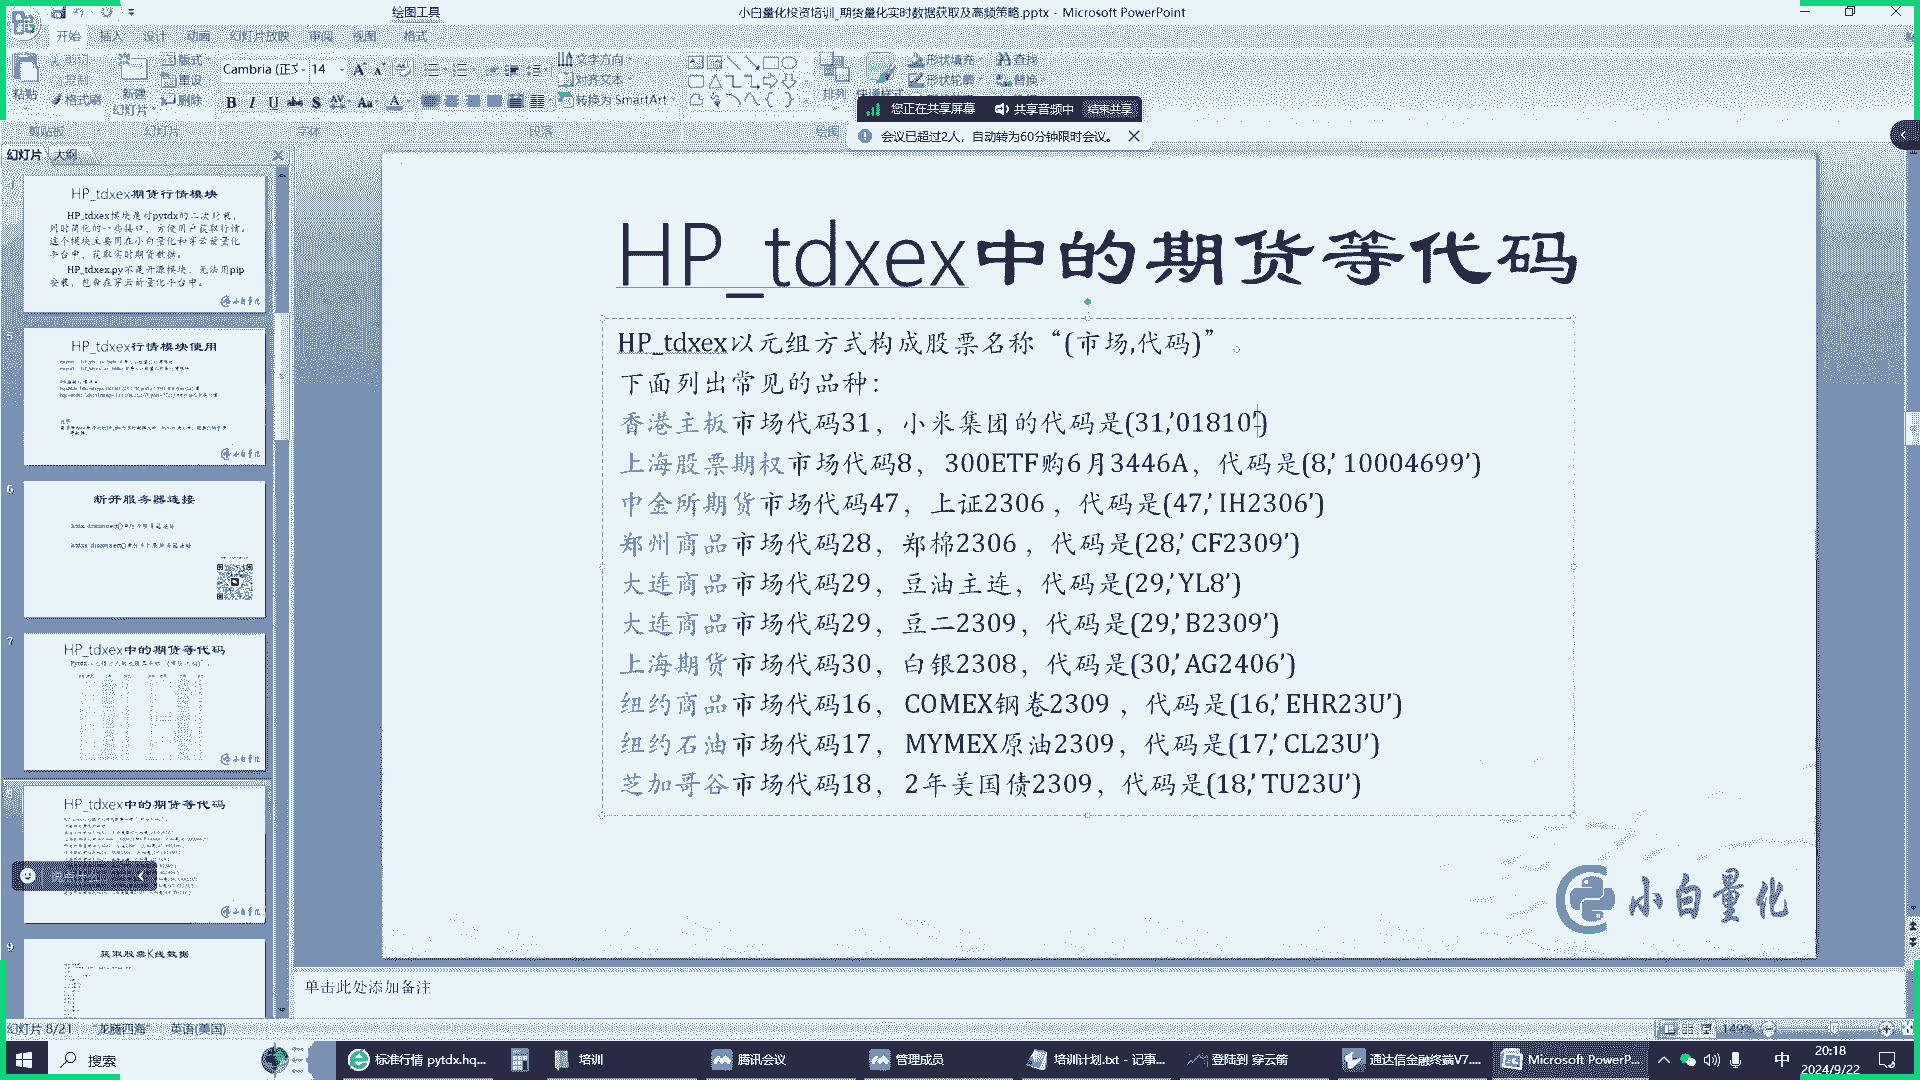 绘图工具
小白量化投资培训_期货量化实时数据获取及高频策略.pptx - Microsoft PowerPoint
开始 插入 设计 动画 幻灯片放映 审阅 视图 格式
粘贴 剪切 复制 格式刷
新建 幻灯片 版式 重设 删除
Cambria (正文 14
文字方向
对齐文本
转换为 SmartArt
排列
形状填充
形状轮廓
查找
替换
剪贴板 幻灯片 字体 段落 绘图
您正在共享屏幕 共享音频中 结束共享
会议已超过2人，自动转为60分钟限时会议。
幻灯片 大纲
HP_tdxex期货行情模块
HP_tdxex模块是对pytdx的二次封装，
同时简化的一些接口，方便用户获取行情。
这个模块主要用在小白量化和穿云箭量化
平台中，获取实时期货数据。
HP_tdxex.py不是开源模块，无法用pip
安装，包含在穿云箭量化平台中。
小白量化
5
HP_tdxex行情模块使用
小白量化
6
断开服务器连接
7
HP_tdxex中的期货等代码
小白量化
8
HP_tdxex中的期货等代码
小白量化
9
获取股票K线数据
HP_tdxex中的期货等代码
HP_tdxex以元组方式构成股票名称“(市场,代码)”。
下面列出常见的品种：
香港主板市场代码31，小米集团的代码是(31,’01810’)
上海股票期权市场代码8，300ETF购6月3446A，代码是(8,’ 10004699’)
中金所期货市场代码47，上证2306 ，代码是(47,’ IH2306’)
郑州商品市场代码28，郑棉2306 ，代码是(28,’ CF2309’)
大连商品市场代码29，豆油主连，代码是(29,’YL8’)
大连商品市场代码29，豆二2309，代码是(29,’ B2309’)
上海期货市场代码30，白银2308，代码是(30,’ AG2406’)
纽约商品市场代码16， COMEX钢卷2309 ，代码是(16,’ EHR23U’)
纽约石油市场代码17， MYMEX原油2309，代码是(17,’ CL23U’)
芝加哥谷市场代码18， 2年美国债2309，代码是(18,’ TU23U’)
小白量化
单击此处添加备注
幻灯片 8/21 “龙腾四海” 英语(美国)
149%
搜索
标准行情 pytdx.hq...
培训
腾讯会议
管理成员
培训计划.txt - 记事...
登陆到 穿云箭
通达信金融终端V7....
Microsoft PowerP...
中
20:18
2024/9/22